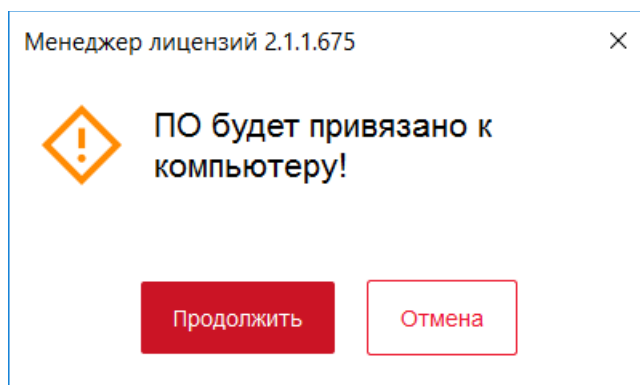 Менеджер лицензий 2.1.1.675
ПО будет привязано к
компьютеру!
Продолжить
Отмена